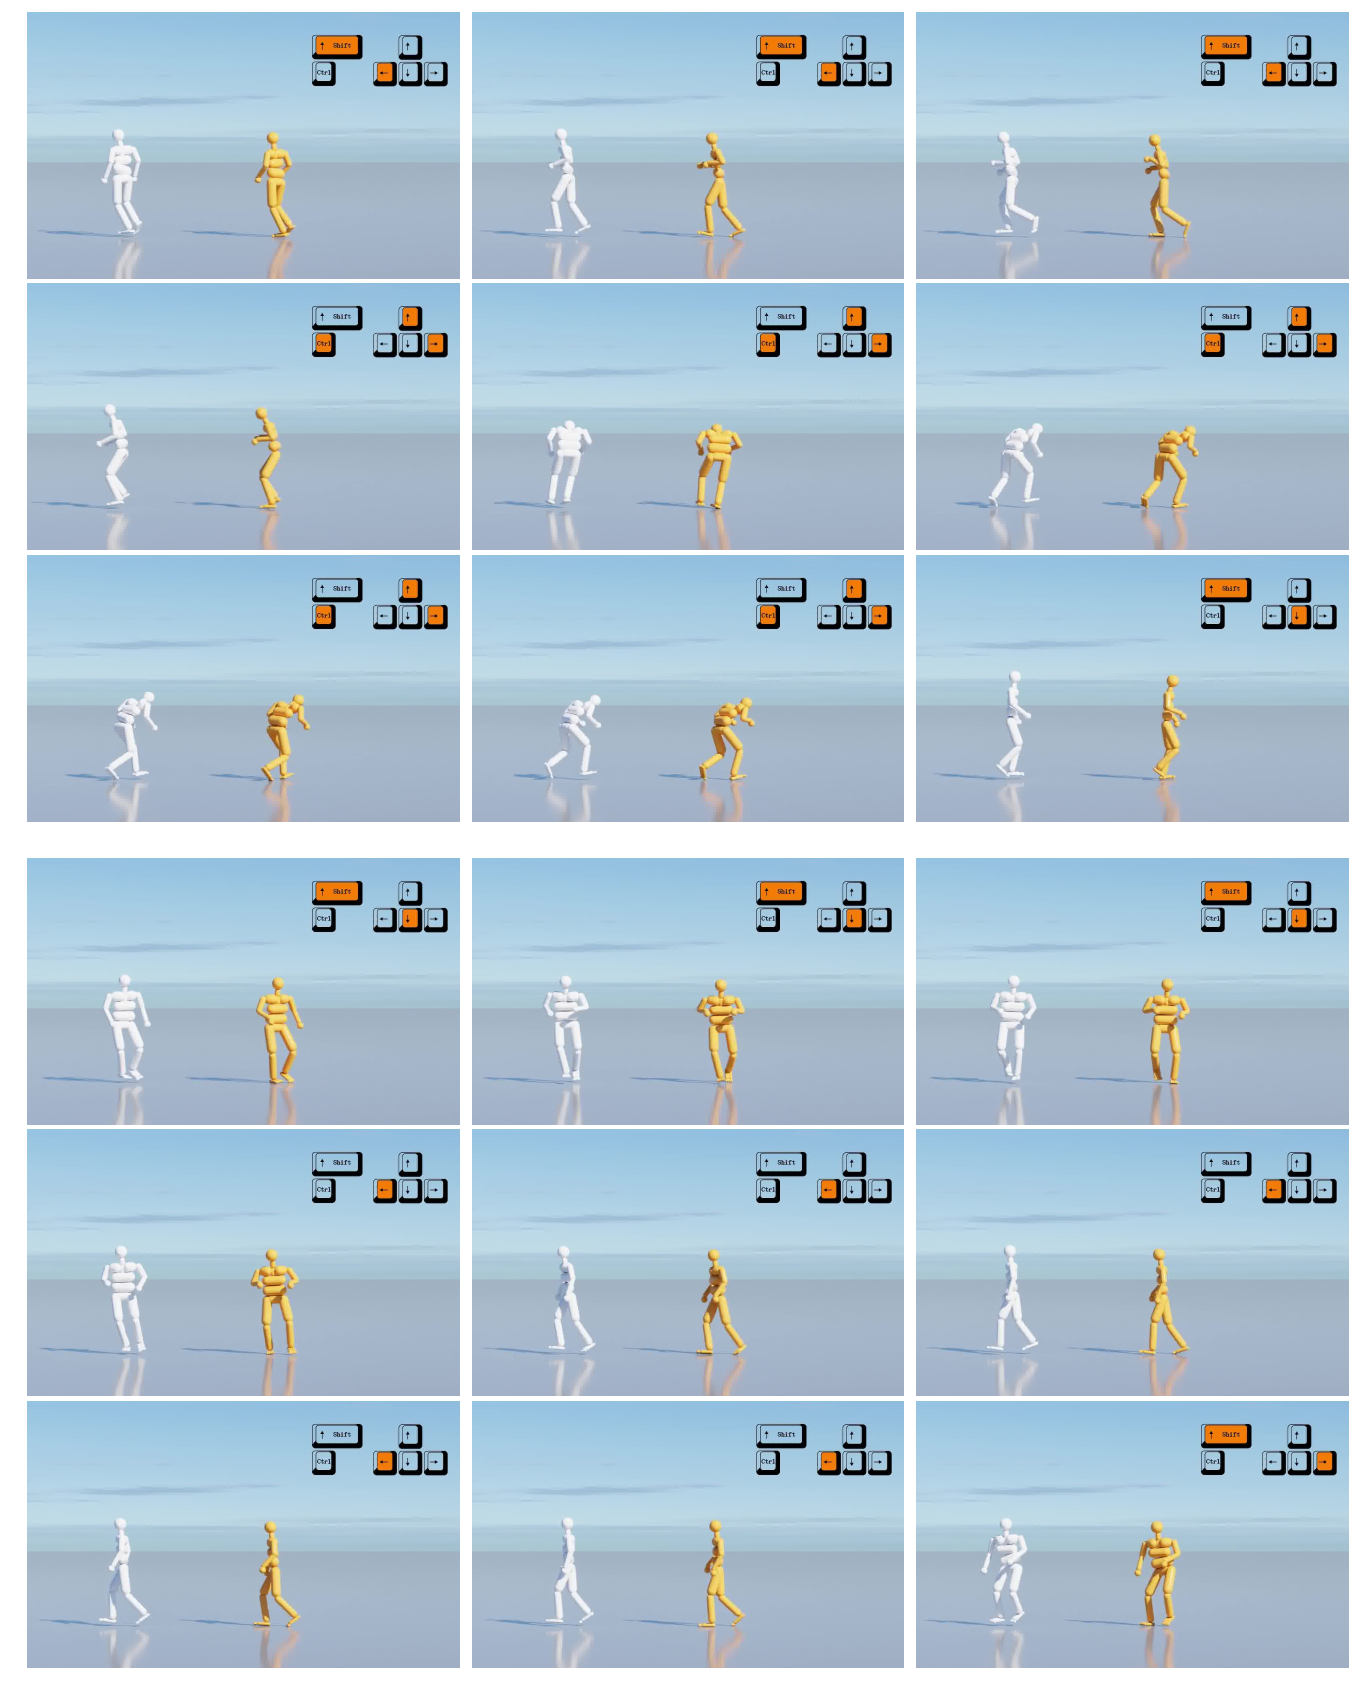 ↑ Shift ↑
Ctrl ← ↓ →
↑ Shift ↑
Ctrl ← ↓ →
↑ Shift ↑
Ctrl ← ↓ →
↑ Shift ↑
Ctrl ← ↓ →
↑ Shift ↑
Ctrl ← ↓ →
↑ Shift ↑
Ctrl ← ↓ →
↑ Shift ↑
Ctrl ← ↓ →
↑ Shift ↑
Ctrl ← ↓ →
↑ Shift ↑
Ctrl ← ↓ →
↑ Shift ↑
Ctrl ← ↓ →
↑ Shift ↑
Ctrl ← ↓ →
↑ Shift ↑
Ctrl ← ↓ →
↑ Shift ↑
Ctrl ← ↓ →
↑ Shift ↑
Ctrl ← ↓ →
↑ Shift ↑
Ctrl ← ↓ →
↑ Shift ↑
Ctrl ← ↓ →
↑ Shift ↑
Ctrl ← ↓ →
↑ Shift ↑
Ctrl ← ↓ →